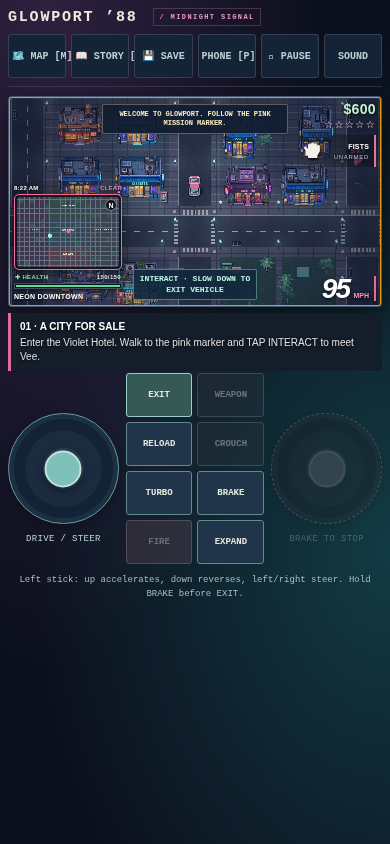 GLOWPORT ’88
/ MIDNIGHT SIGNAL
🗺️ MAP [M]
📖 STORY [
💾 SAVE
PHONE [P]
PAUSE
SOUND
WELCOME TO GLOWPORT. FOLLOW THE PINK
MISSION MARKER.
$600
☆☆☆☆☆
FISTS
UNARMED
8:22 AM
CLEAR
N
✚ HEALTH
150/150
NEON DOWNTOWN
INTERACT · SLOW DOWN TO
EXIT VEHICLE
95 MPH
01 · A CITY FOR SALE
Enter the Violet Hotel. Walk to the pink marker and TAP INTERACT to meet
Vee.
EXIT
WEAPON
RELOAD
CROUCH
TURBO
BRAKE
FIRE
EXPAND
DRIVE / STEER
BRAKE TO STOP
Left stick: up accelerates, down reverses, left/right steer. Hold
BRAKE before EXIT.